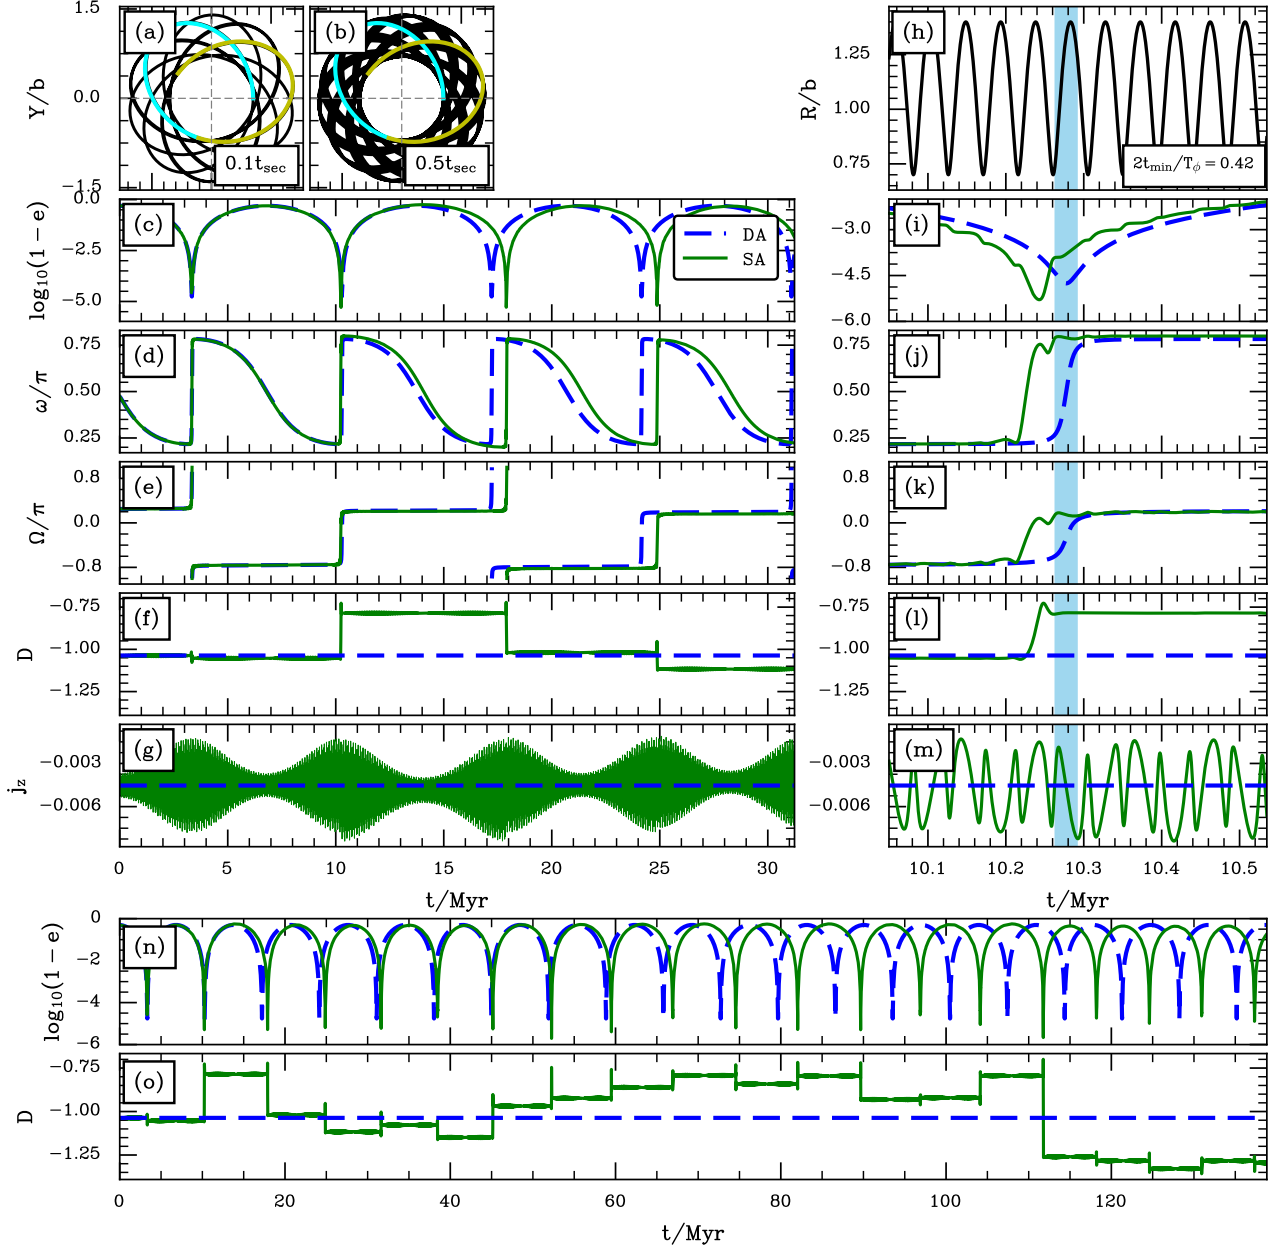 (a)
(b)
(h)
1.5
Y/b
0.0
−1.5
0.1t_sec
0.5t_sec
R/b
1.25
1.00
0.75
2t_min/T_ϕ = 0.42
(c)
log₁₀(1 − e)
0.0
−2.5
−5.0
DA
SA
(i)
−3.0
−4.5
−6.0
(d)
ω/π
0.75
0.50
0.25
(j)
0.75
0.50
0.25
(e)
Ω/π
0.8
0.0
−0.8
(k)
0.8
0.0
−0.8
(f)
D
−0.75
−1.00
−1.25
(l)
−0.75
−1.00
−1.25
(g)
j_z
−0.003
−0.006
(m)
−0.003
−0.006
0 5 10 15 20 25 30
t/Myr
10.1 10.2 10.3 10.4 10.5
t/Myr
(n)
log₁₀(1 − e)
0
−2
−4
−6
(o)
D
−0.75
−1.00
−1.25
0 20 40 60 80 100 120
t/Myr